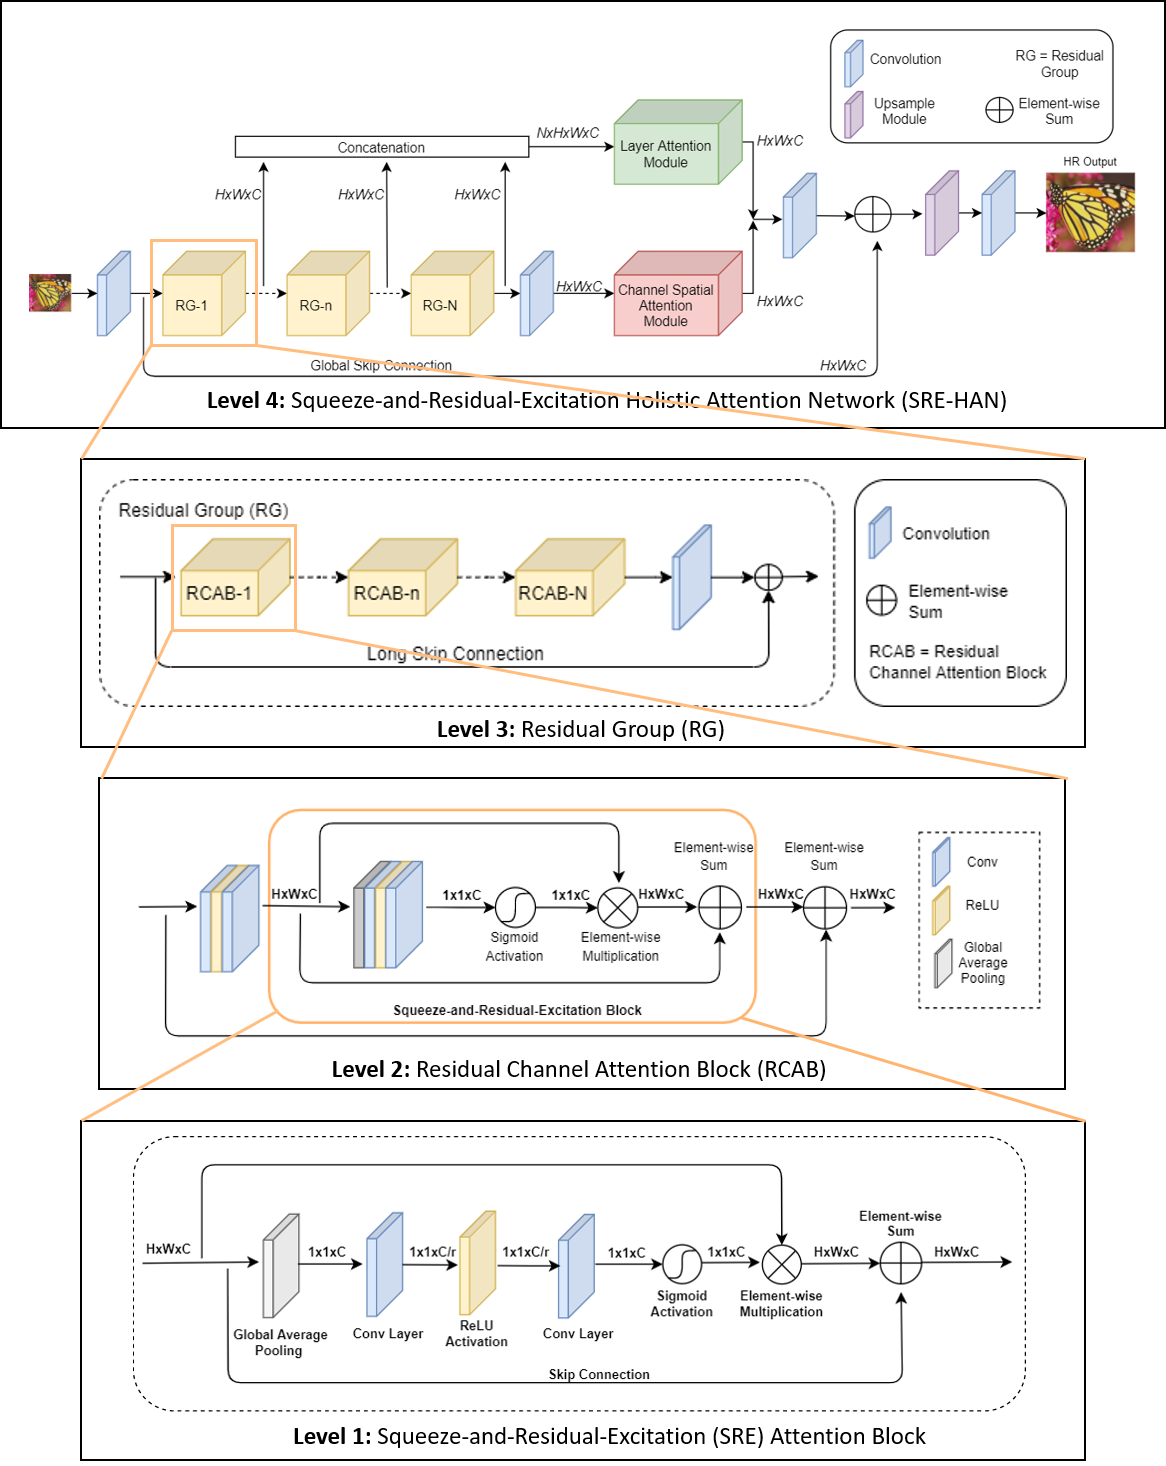 Convolution
RG = Residual
Group
Upsample
Module
Element-wise
Sum
HR Output
Concatenation
NxHxWxC
Layer Attention
Module
HxWxC
HxWxC
HxWxC
HxWxC
RG-1
RG-n
RG-N
HxWxC
Channel Spatial
Attention
Module
HxWxC
Global Skip Connection
HxWxC
Level 4: Squeeze-and-Residual-Excitation Holistic Attention Network (SRE-HAN)
Residual Group (RG)
RCAB-1
RCAB-n
RCAB-N
Long Skip Connection
Convolution
Element-wise
Sum
RCAB = Residual
Channel Attention Block
Level 3: Residual Group (RG)
Element-wise
Sum
Element-wise
Sum
HxWxC
1x1xC
1x1xC
HxWxC
HxWxC
HxWxC
Sigmoid
Activation
Element-wise
Multiplication
Squeeze-and-Residual-Excitation Block
Conv
ReLU
Global
Average
Pooling
Level 2: Residual Channel Attention Block (RCAB)
HxWxC
1x1xC
1x1xC/r
1x1xC/r
1x1xC
1x1xC
HxWxC
Element-wise
Sum
HxWxC
Global Average
Pooling
Conv Layer
ReLU
Activation
Conv Layer
Sigmoid
Activation
Element-wise
Multiplication
Skip Connection
Level 1: Squeeze-and-Residual-Excitation (SRE) Attention Block